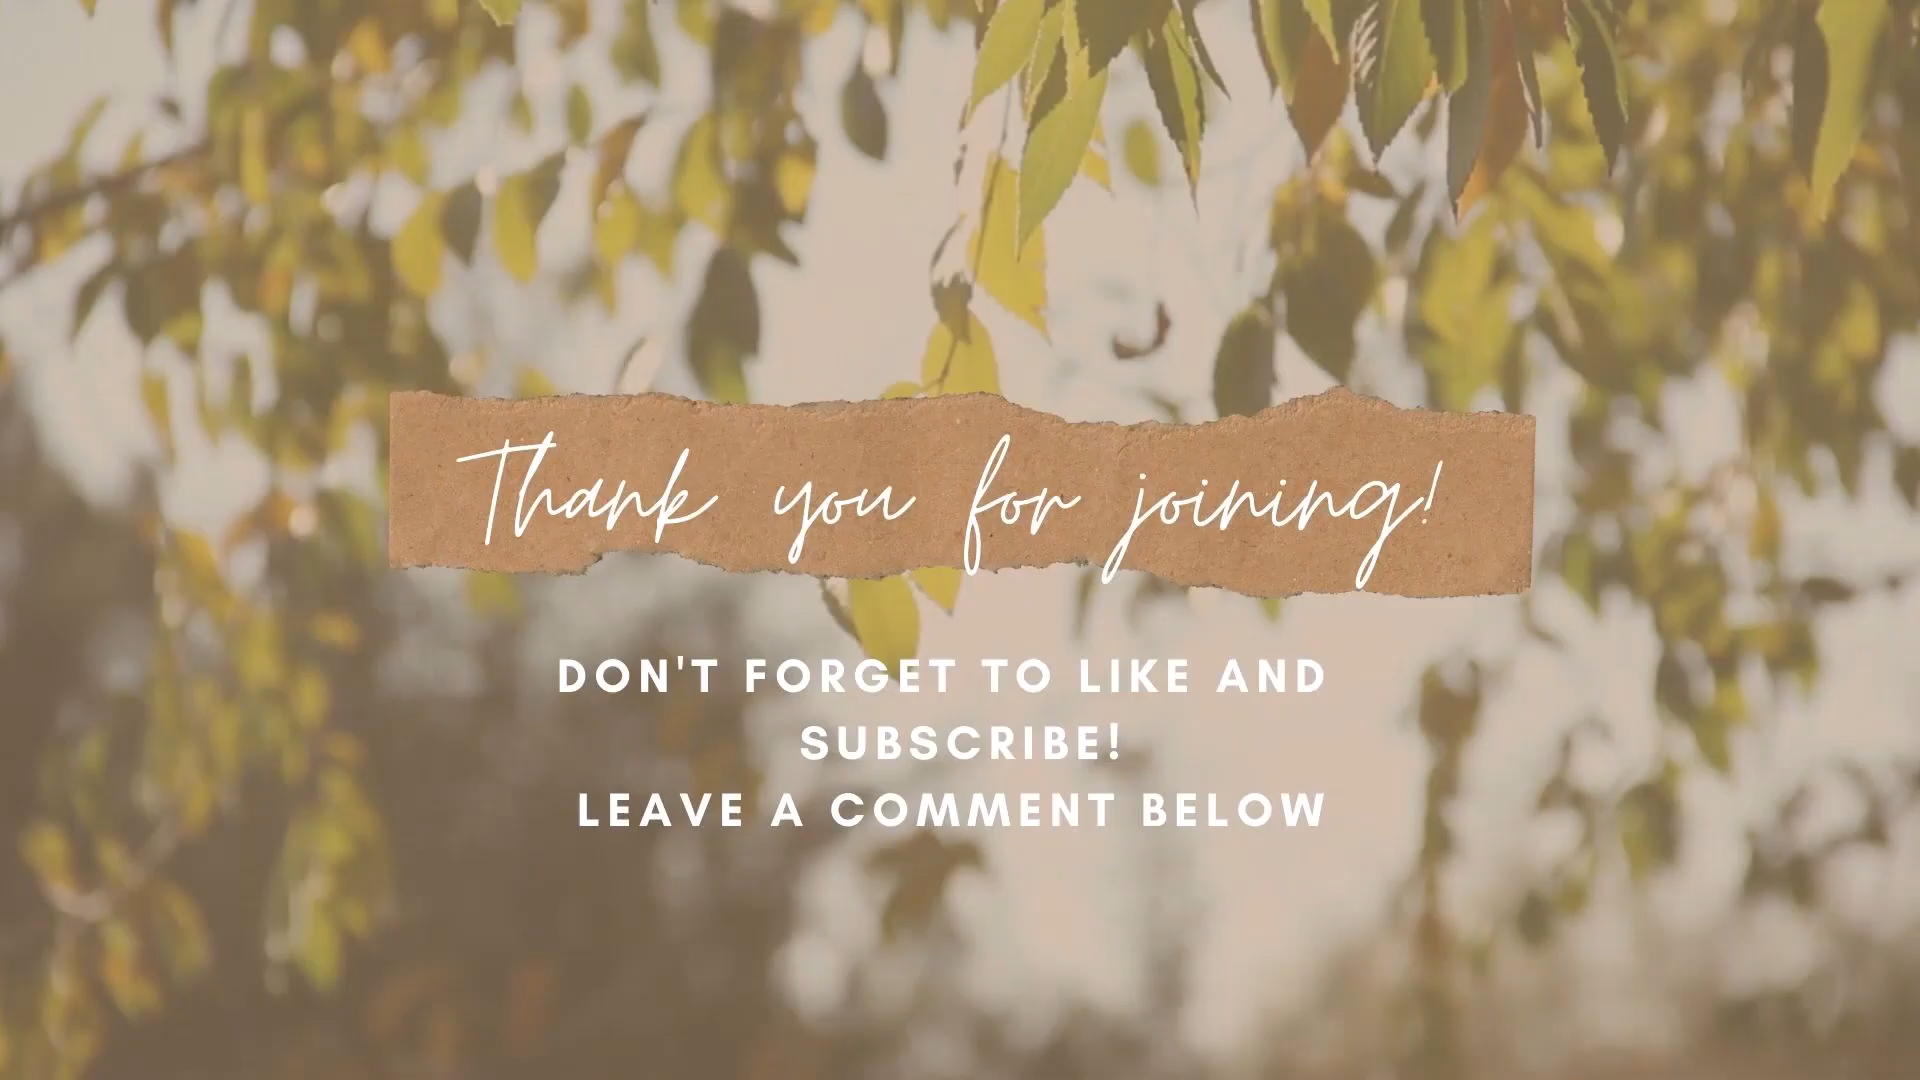 Thank you for joining!
DON'T FORGET TO LIKE AND
SUBSCRIBE!
LEAVE A COMMENT BELOW